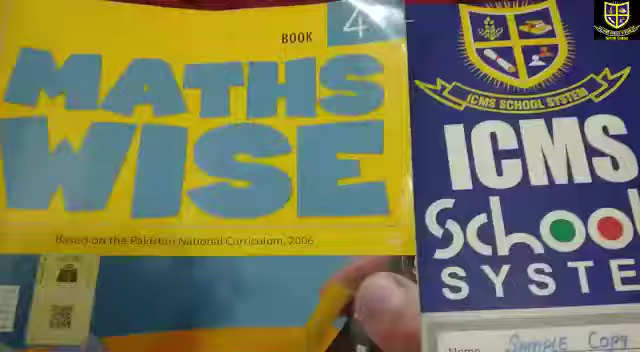 BOOK 4
MATHS
WISE
Based on the Pakistan National Curriculum, 2006
ICMS SCHOOL SYSTEM
ICMS
School
SYSTE
Name SAMPLE COPY